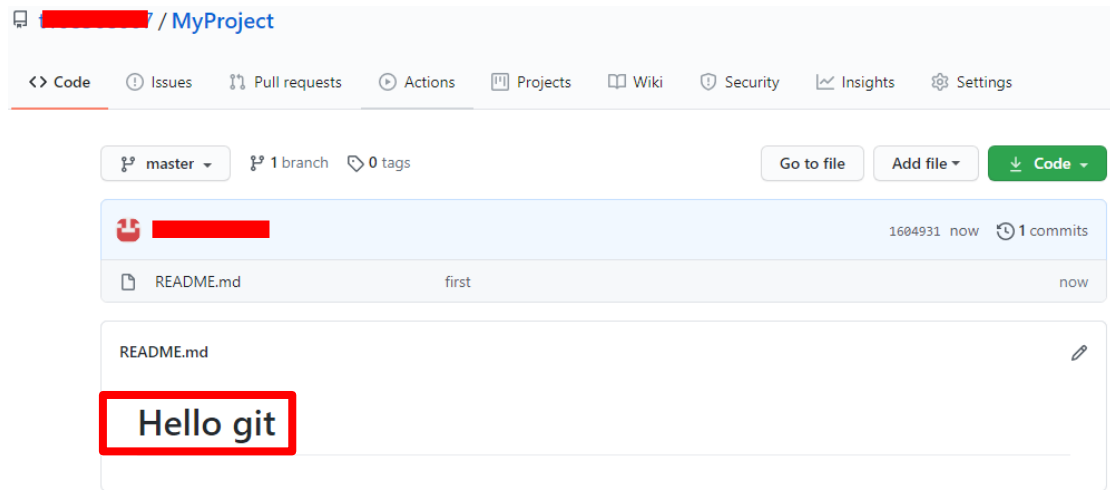 / MyProject
Code Issues Pull requests Actions Projects Wiki Security Insights Settings
master 1 branch 0 tags Go to file Add file Code
1604931 now 1 commits
README.md first now
README.md
Hello git